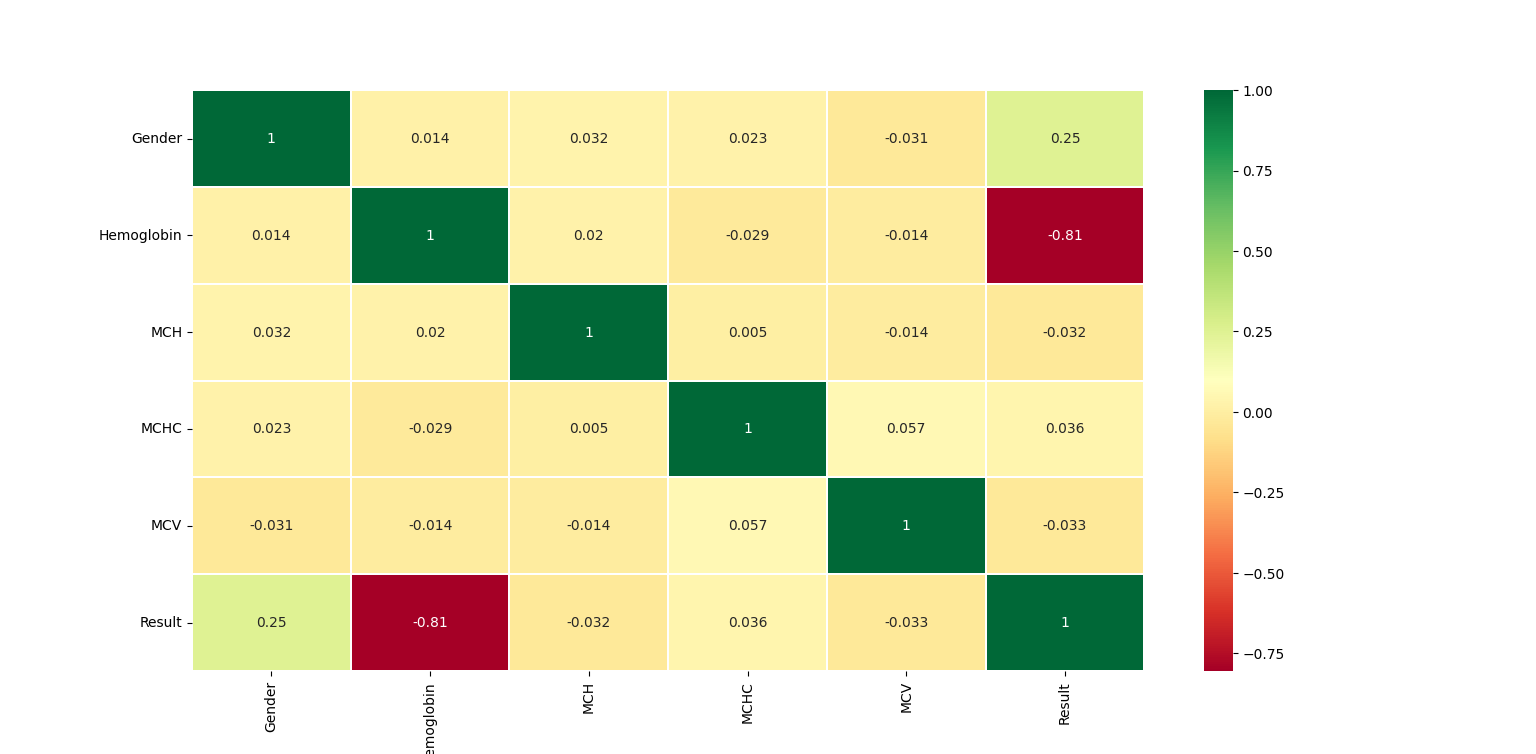 Gender 1 0.014 0.032 0.023 -0.031 0.25
Hemoglobin 0.014 1 0.02 -0.029 -0.014 -0.81
MCH 0.032 0.02 1 0.005 -0.014 -0.032
MCHC 0.023 -0.029 0.005 1 0.057 0.036
MCV -0.031 -0.014 -0.014 0.057 1 -0.033
Result 0.25 -0.81 -0.032 0.036 -0.033 1
Gender
emoglobin
MCH
MCHC
MCV
Result
1.00
0.75
0.50
0.25
0.00
−0.25
−0.50
−0.75